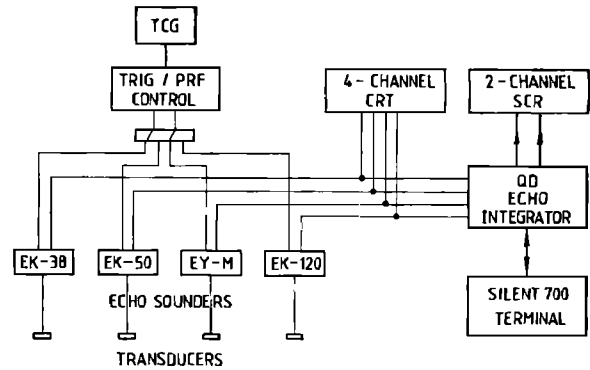 TCG
TRIG / PRF
CONTROL
4 - CHANNEL
CRT
2 - CHANNEL
SCR
QD
ECHO
INTEGRATOR
EK-38
EK-50
EY-M
EK-120
ECHO SOUNDERS
SILENT 700
TERMINAL
TRANSDUCERS